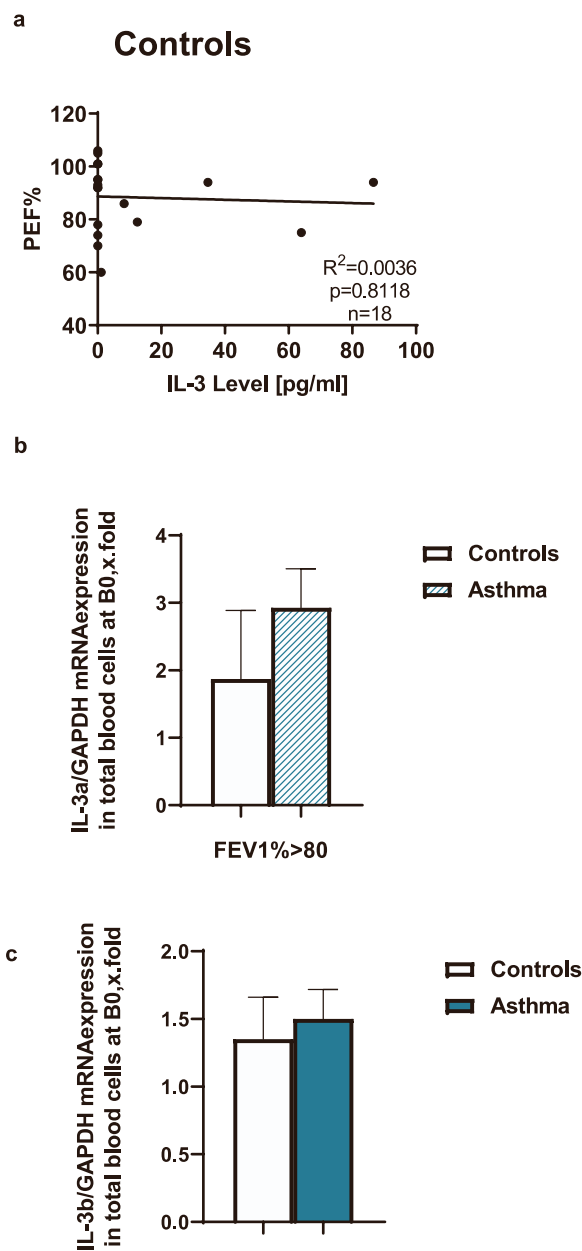 a
Controls
120
100
80
60
40
PEF%
R²=0.0036
p=0.8118
n=18
0 20 40 60 80 100
IL-3 Level [pg/ml]
b
IL-3a/GAPDH mRNAexpression
in total blood cells at B0,x.fold
4
3
2
1
0
FEV1%>80
Controls
Asthma
c
IL-3b/GAPDH mRNAexpression
in total blood cells at B0,x.fold
2.0
1.5
1.0
0.5
0.0
Controls
Asthma